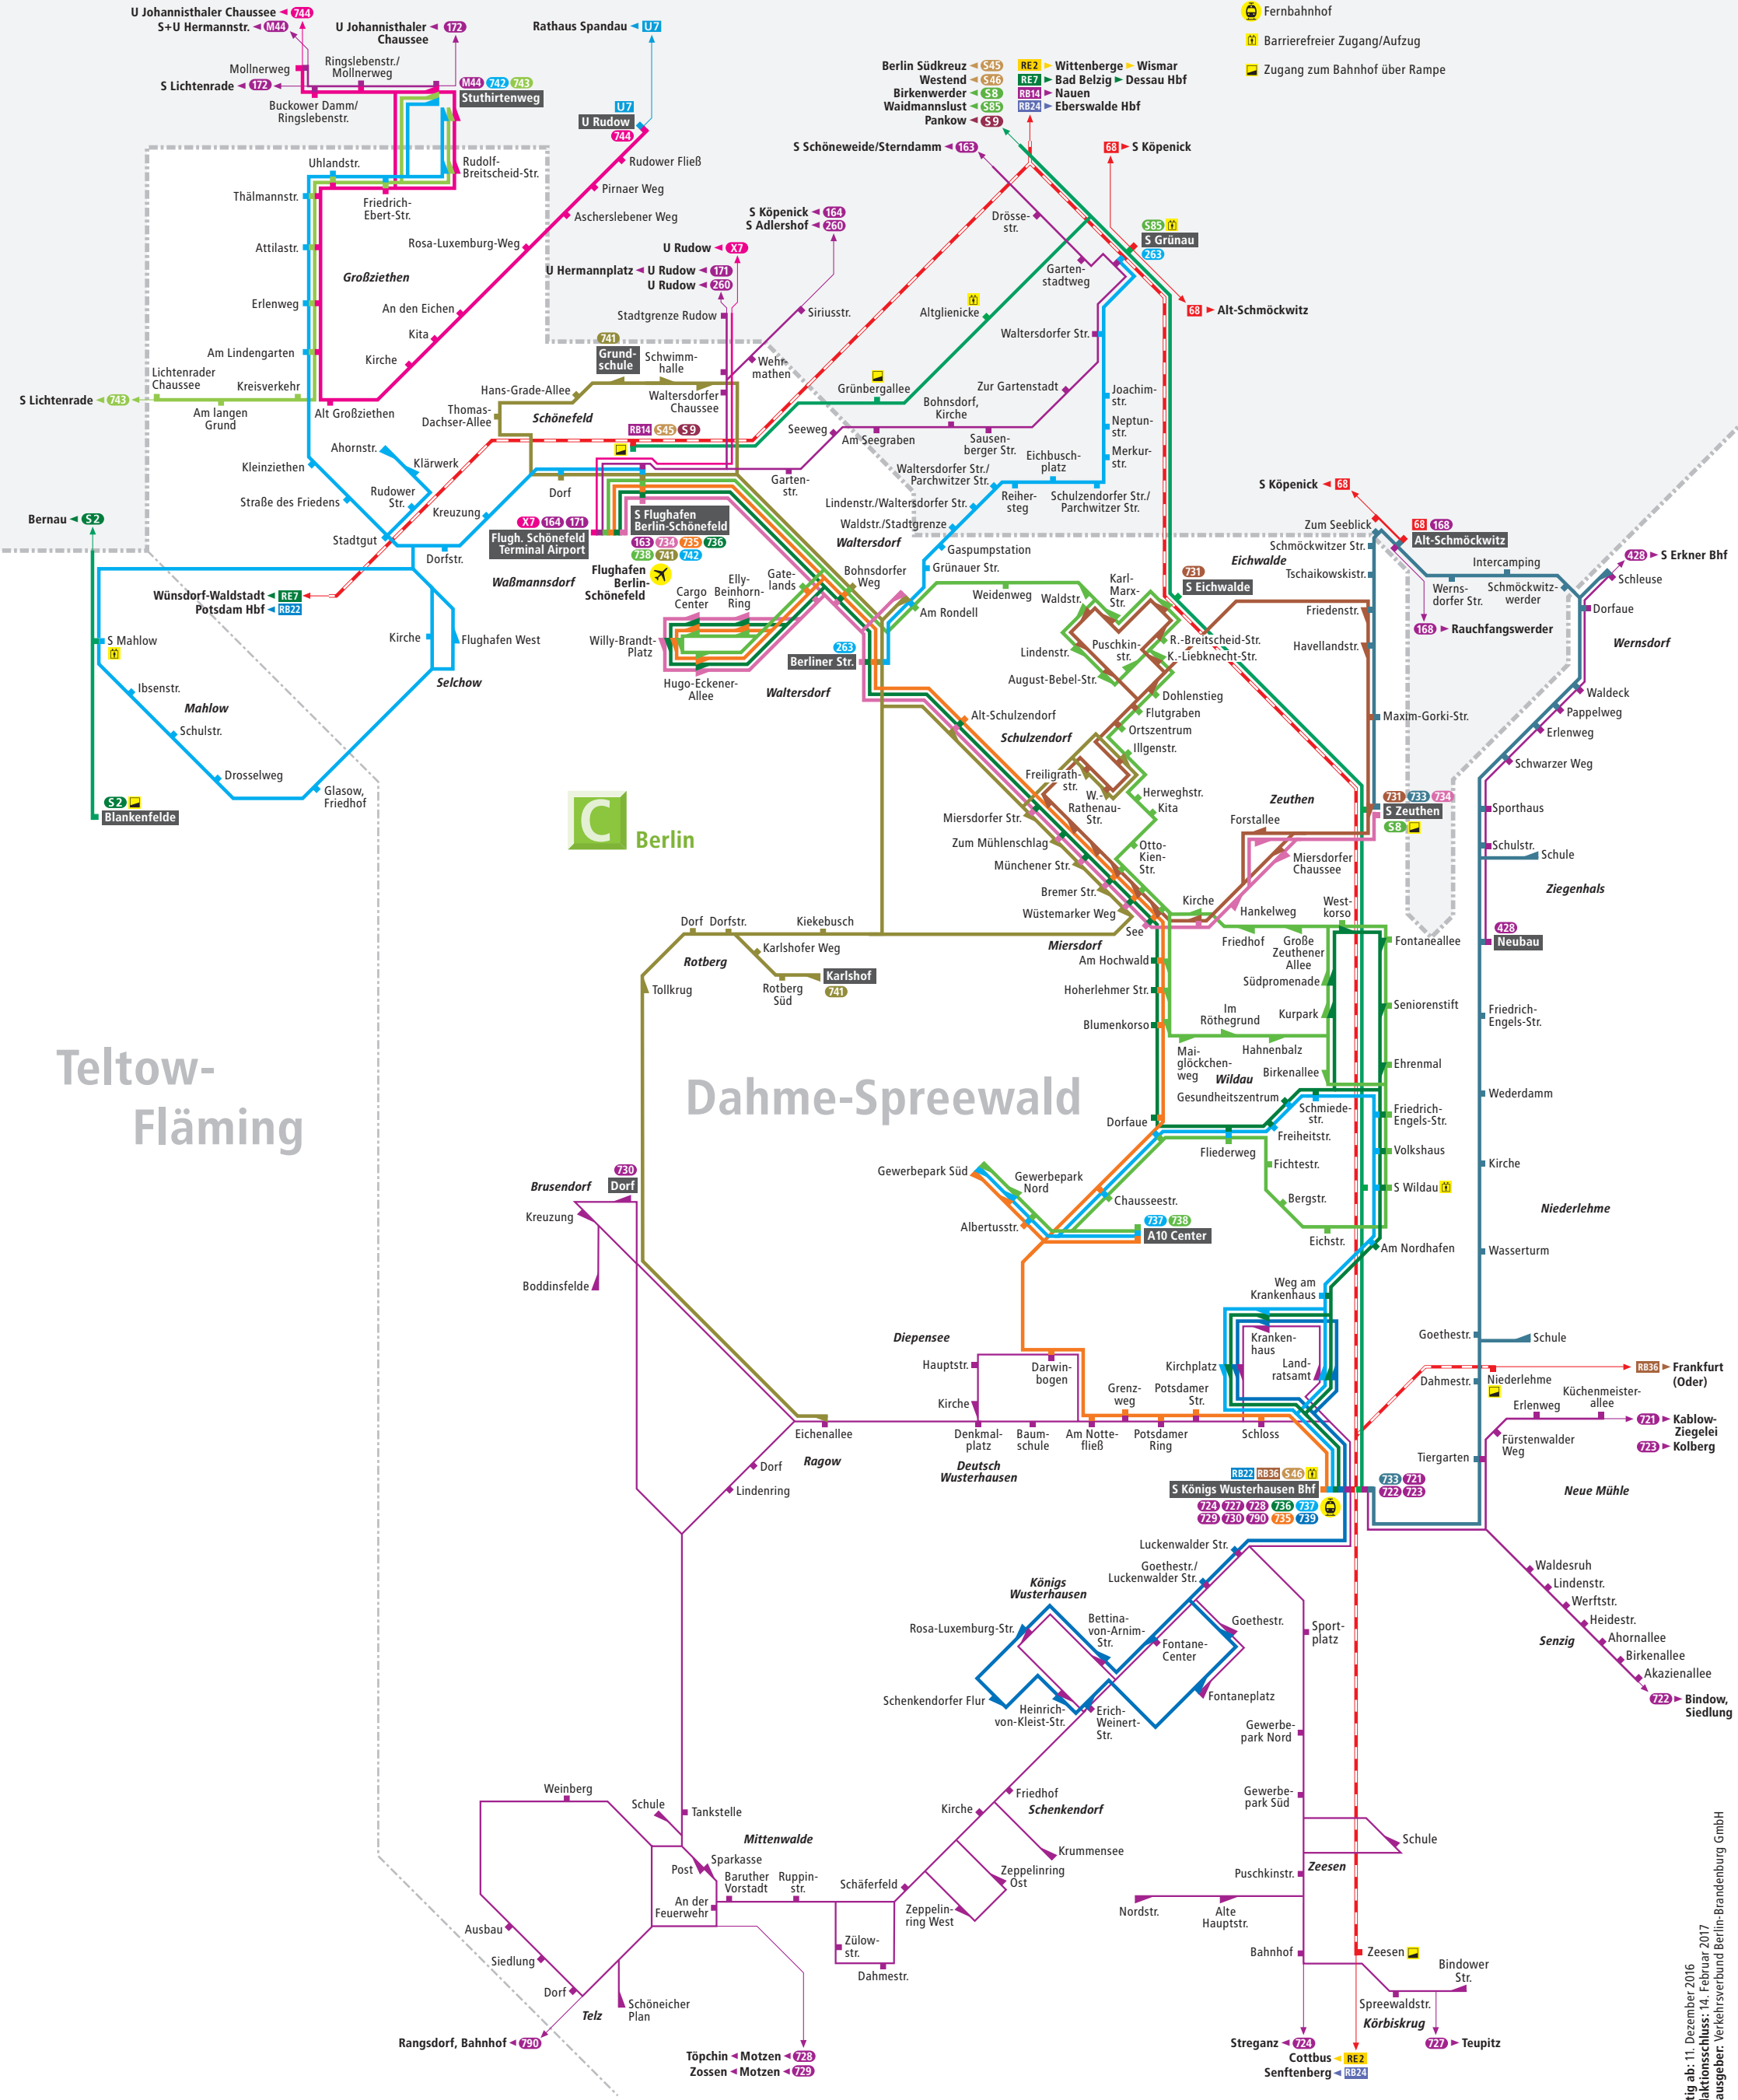 U Johannisthaler Chaussee 744
S+U Hermannstr. M44
U Johannisthaler
Chaussee
172
Rathaus Spandau U7
Fernbahnhof
Barrierefreier Zugang/Aufzug
Zugang zum Bahnhof über Rampe
Mollnerweg
Ringslebenstr./
Mollnerweg
S Lichtenrade 172
M44 742 743
Stuthirtenweg
Buckower Damm/
Ringslebenstr.
U7
U Rudow
744
Berlin Südkreuz S45
Westend S46
Birkenwerder S8
Waidmannslust S85
Pankow S9
RE2 Wittenberge Wismar
RE7 Bad Belzig Dessau Hbf
RB14 Nauen
RB24 Eberswalde Hbf
S Schöneweide/Sterndamm 163
68 S Köpenick
Uhlandstr.
Rudolf-
Breitscheid-Str.
Rudower Fließ
Thälmannstr.
Friedrich-
Ebert-Str.
Pirnaer Weg
Ascherslebener Weg
S Köpenick 164
S Adlershof 260
Drösse-
str.
S85
S Grünau
263
Attilastr.
Rosa-Luxemburg-Weg
U Rudow X7
U Hermannplatz U Rudow 171
U Rudow 260
Garten-
stadtweg
Großziethen
Erlenweg
An den Eichen
Stadtgrenze Rudow
Siriusstr.
Altglienicke
68 Alt-Schmöckwitz
Kita
741
Grund-
schule
Schwimm-
halle
Waltersdorfer Str.
Am Lindengarten
Kirche
Wehr-
mathen
Lichtenrader
Chaussee
Kreisverkehr
Hans-Grade-Allee
Waltersdorfer
Chaussee
Grünbergallee
Zur Gartenstadt
Joachim-
str.
S Lichtenrade 743
Am langen
Grund
Alt Großziethen
Thomas-
Dachser-Allee
Schönefeld
Bohnsdorf,
Kirche
Neptun-
str.
RB14 S45 S9
Seeweg
Am Seegraben
Sausen-
berger Str.
Merkur-
str.
Ahornstr.
Klärwerk
Kleinziethen
Eichbusch-
platz
Waltersdorfer Str./
Parchwitzer Str.
Dorf
Garten-
str.
Rudower
Str.
Straße des Friedens
Kreuzung
Lindenstr./Waltersdorfer Str.
Reiher-
steg
Schulzendorfer Str./
Parchwitzer Str.
S Köpenick 68
Bernau S2
X7 164 171
Flugh. Schönefeld
Terminal Airport
S Flughafen
Berlin-Schönefeld
163 734 735 736
738 741 742
Waldstr./Stadtgrenze
Waltersdorf
Zum Seeblick
68 168
Alt-Schmöckwitz
Stadtgut
Dorfstr.
Schmöckwitzer Str.
Eichwalde
Gaspumpstation
428 S Erkner Bhf
Intercamping
Flughafen
Berlin-
Schönefeld
Waßmannsdorf
Gate-
lands
Bohnsdorfer
Weg
Grünauer Str.
Karl-
Marx-
Str.
731
S Eichwalde
Tschaikowskistr.
Schleuse
Werns-
dorfer Str.
Schmöckwitz-
werder
Wünsdorf-Waldstadt RE7
Potsdam Hbf RB22
Cargo
Center
Elly-
Beinhorn-
Ring
Weidenweg
Waldstr.
Am Rondell
Friedenstr.
Dorfaue
168 Rauchfangswerder
Wernsdorf
S Mahlow
Kirche
Flughafen West
Willy-Brandt-
Platz
263
Berliner Str.
Lindenstr.
Puschkin-
str.
R.-Breitscheid-Str.
K.-Liebknecht-Str.
Havellandstr.
Selchow
Hugo-Eckener-
Allee
Waltersdorf
August-Bebel-Str.
Dohlenstieg
Ibsenstr.
Mahlow
Waldeck
Alt-Schulzendorf
Flutgraben
Maxim-Gorki-Str.
Pappelweg
Schulstr.
Schulzendorf
Ortszentrum
Erlenweg
Illgenstr.
Schwarzer Weg
Drosselweg
Glasow,
Friedhof
Freiligrath-
str.
Herweghstr.
W.-
Rathenau-
Str.
Kita
Zeuthen
731 733 734
S Zeuthen
S8
S2
Blankenfelde
C Berlin
Miersdorfer Str.
Forstallee
Sporthaus
Zum Mühlenschlag
Otto-
Kien-
Str.
Miersdorfer
Chaussee
Schulstr.
Schule
Münchener Str.
Ziegenhals
Bremer Str.
Kirche
Hankelweg
West-
korso
Wüstemarker Weg
See
Dorf Dorfstr.
Kiekebusch
Karlshofer Weg
Rotberg
Miersdorf
Friedhof
Große
Zeuthener
Allee
Fontaneallee
428
Neubau
Am Hochwald
Südpromenade
Tollkrug
Rotberg
Süd
Karlshof
741
Hoherlehmer Str.
Im
Röthegrund
Kurpark
Seniorenstift
Friedrich-
Engels-Str.
Blumenkorso
Mai-
glöckchen-
weg
Hahnenbalz
Birkenallee
Ehrenmal
Wildau
Teltow-
Fläming
Dahme-Spreewald
Gesundheitszentrum
Schmiede-
str.
Friedrich-
Engels-Str.
Wederdamm
Dorfaue
Freiheitstr.
Fliederweg
Volkshaus
Fichtestr.
Kirche
730
Dorf
Brusendorf
Gewerbepark Süd
Gewerbepark
Nord
Chausseestr.
Bergstr.
S Wildau
Kreuzung
Niederlehme
Albertusstr.
737 738
A10 Center
Eichstr.
Am Nordhafen
Wasserturm
Boddinsfelde
Weg am
Krankenhaus
Diepensee
Kranken-
haus
Goethestr.
Schule
Hauptstr.
Darwin-
bogen
Kirchplatz
Land-
ratsamt
Dahmestr.
Niederlehme
RB36 Frankfurt
(Oder)
Kirche
Grenz-
weg
Potsdamer
Str.
Erlenweg
Küchenmeister-
allee
721 Kablow-
Ziegelei
723 Kolberg
Eichenallee
Ragow
Denkmal-
platz
Baum-
schule
Am Notte-
fließ
Potsdamer
Ring
Schloss
Fürstenwalder
Weg
Tiergarten
Deutsch
Wusterhausen
Dorf
Lindenring
RB22 RB36 S46
S Königs Wusterhausen Bhf
724 727 728 736 737
729 730 790 735 739
733 721
722 723
Neue Mühle
Luckenwalder Str.
Goethestr./
Luckenwalder Str.
Waldesruh
Lindenstr.
Werftstr.
Heidestr.
Ahornallee
Birkenallee
Akazienallee
Senzig
722 Bindow,
Siedlung
Königs
Wusterhausen
Rosa-Luxemburg-Str.
Bettina-
von-Arnim-
Str.
Goethestr.
Fontane-
Center
Sport-
platz
Schenkendorfer Flur
Heinrich-
von-Kleist-Str.
Erich-
Weinert-
Str.
Fontaneplatz
Gewerbe-
park Nord
Weinberg
Schule
Tankstelle
Friedhof
Kirche
Schenkendorf
Gewerbe-
park Süd
Mittenwalde
Krummensee
Schule
Post
Sparkasse
Baruther
Vorstadt
Ruppin-
str.
Schäferfeld
Zeppelinring
Ost
Puschkinstr.
Zeesen
An der
Feuerwehr
Zeppelin-
ring West
Nordstr.
Alte
Hauptstr.
Ausbau
Zülow-
str.
Bahnhof
Zeesen
Siedlung
Dahmestr.
Bindower
Str.
Dorf
Schöneicher
Plan
Telz
Spreewaldstr.
Körbiskrug
Rangsdorf, Bahnhof 790
Töpchin Motzen 728
Zossen Motzen 729
Streganz 724
Cottbus RE2
Senftenberg RB24
727 Teupitz
tig ab: 11. Dezember 2016
laktionsschluss: 14. Februar 2017
ausgeber: Verkehrsverbund Berlin-Brandenburg GmbH